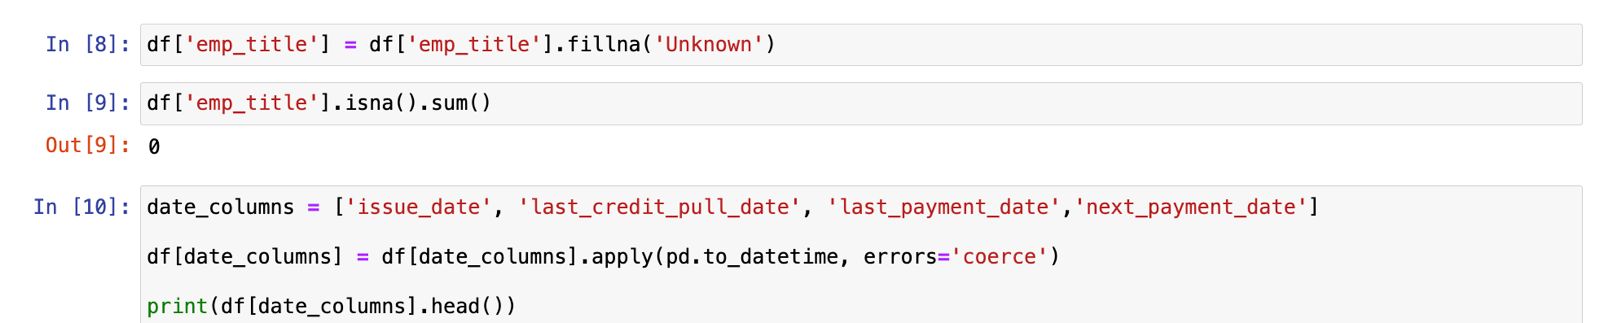 In [8]: df['emp_title'] = df['emp_title'].fillna('Unknown')
In [9]: df['emp_title'].isna().sum()
Out[9]: 0
In [10]: date_columns = ['issue_date', 'last_credit_pull_date', 'last_payment_date','next_payment_date']
df[date_columns] = df[date_columns].apply(pd.to_datetime, errors='coerce')
print(df[date_columns].head())